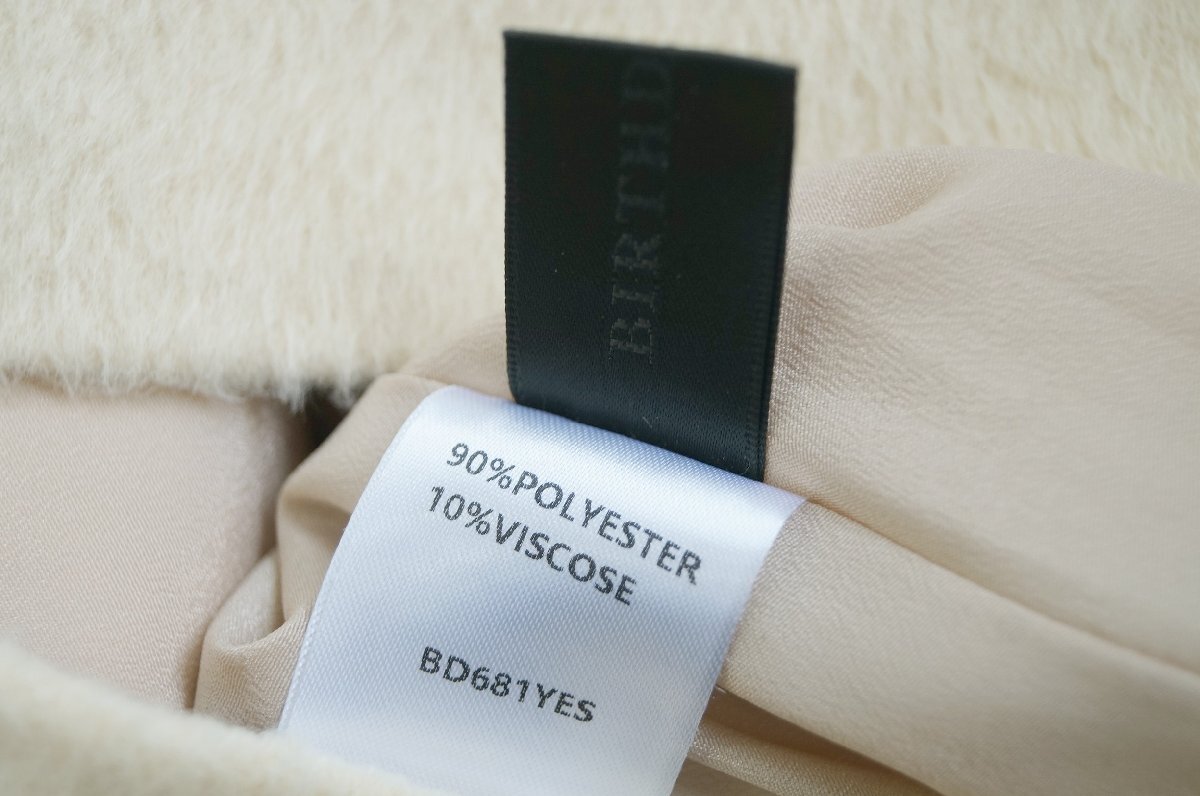 BIRTHD
90%POLYESTER
10%VISCOSE
BD681YES